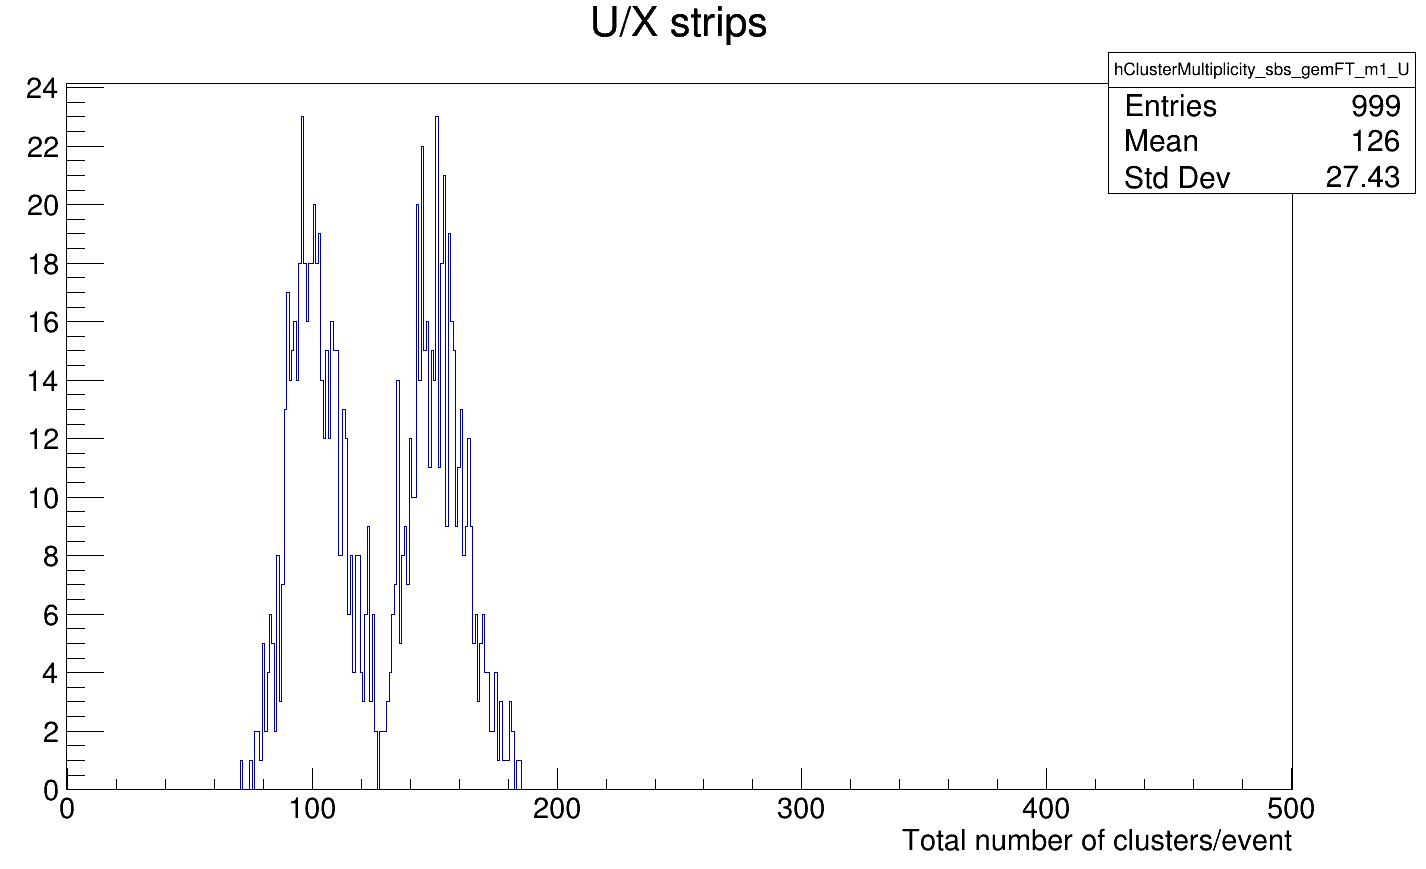 U/X strips
hClusterMultiplicity_sbs_gemFT_m1_U
Entries 999
Mean 126
Std Dev 27.43
24
22
20
18
16
14
12
10
8
6
4
2
0
0 100 200 300 400 500
Total number of clusters/event